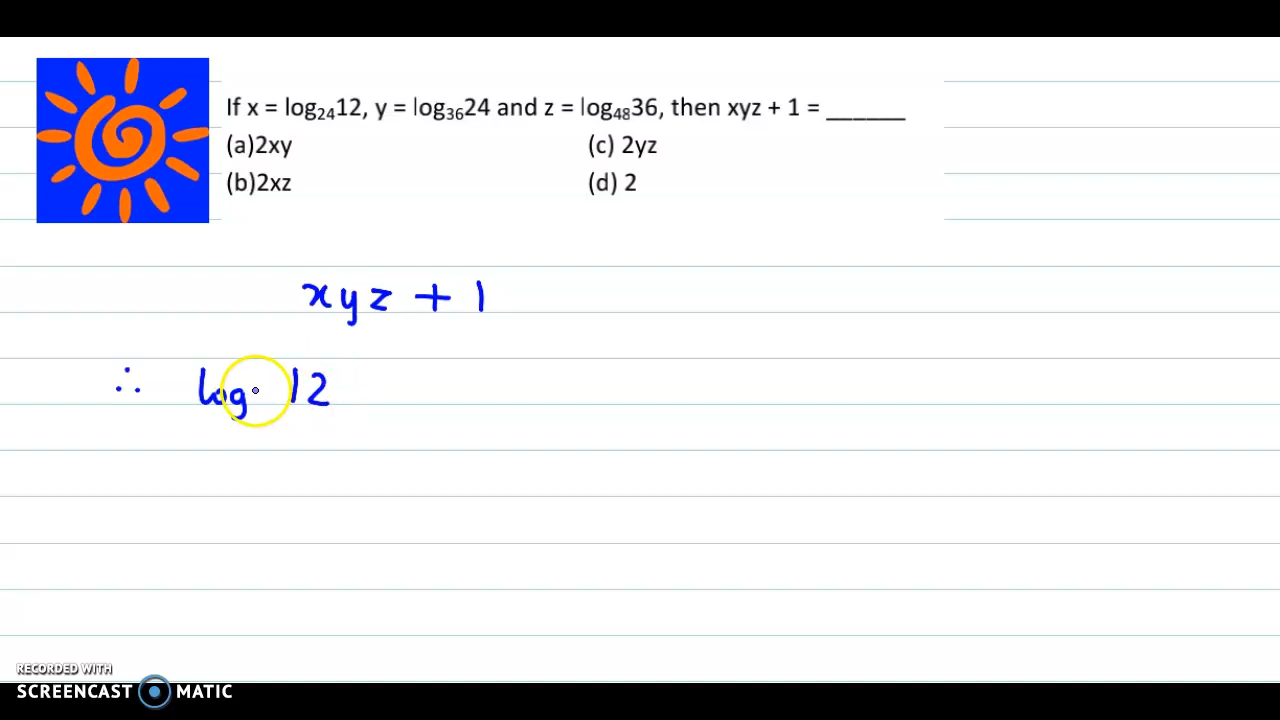 If x = log₂₄12, y = log₃₆24 and z = log₄₈36, then xyz + 1 = ______
(a)2xy (c) 2yz
(b)2xz (d) 2
xyz + 1
∴ log 12
RECORDED WITH
SCREENCAST MATIC